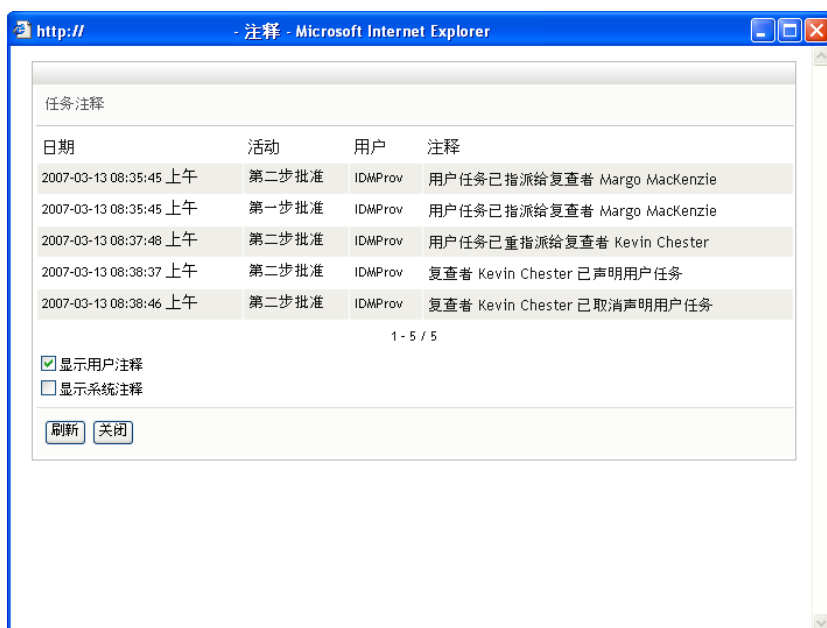 http:// - 注释 - Microsoft Internet Explorer
任务注释
日期 活动 用户 注释
2007-03-13 08:35:45 上午 第二步批准 IDMProv 用户任务已指派给复查者 Margo MacKenzie
2007-03-13 08:35:45 上午 第一步批准 IDMProv 用户任务已指派给复查者 Margo MacKenzie
2007-03-13 08:37:48 上午 第二步批准 IDMProv 用户任务已重指派给复查者 Kevin Chester
2007-03-13 08:38:37 上午 第二步批准 IDMProv 复查者 Kevin Chester 已声明用户任务
2007-03-13 08:38:46 上午 第二步批准 IDMProv 复查者 Kevin Chester 已取消声明用户任务
1 - 5 / 5
显示用户注释
显示系统注释
刷新 关闭